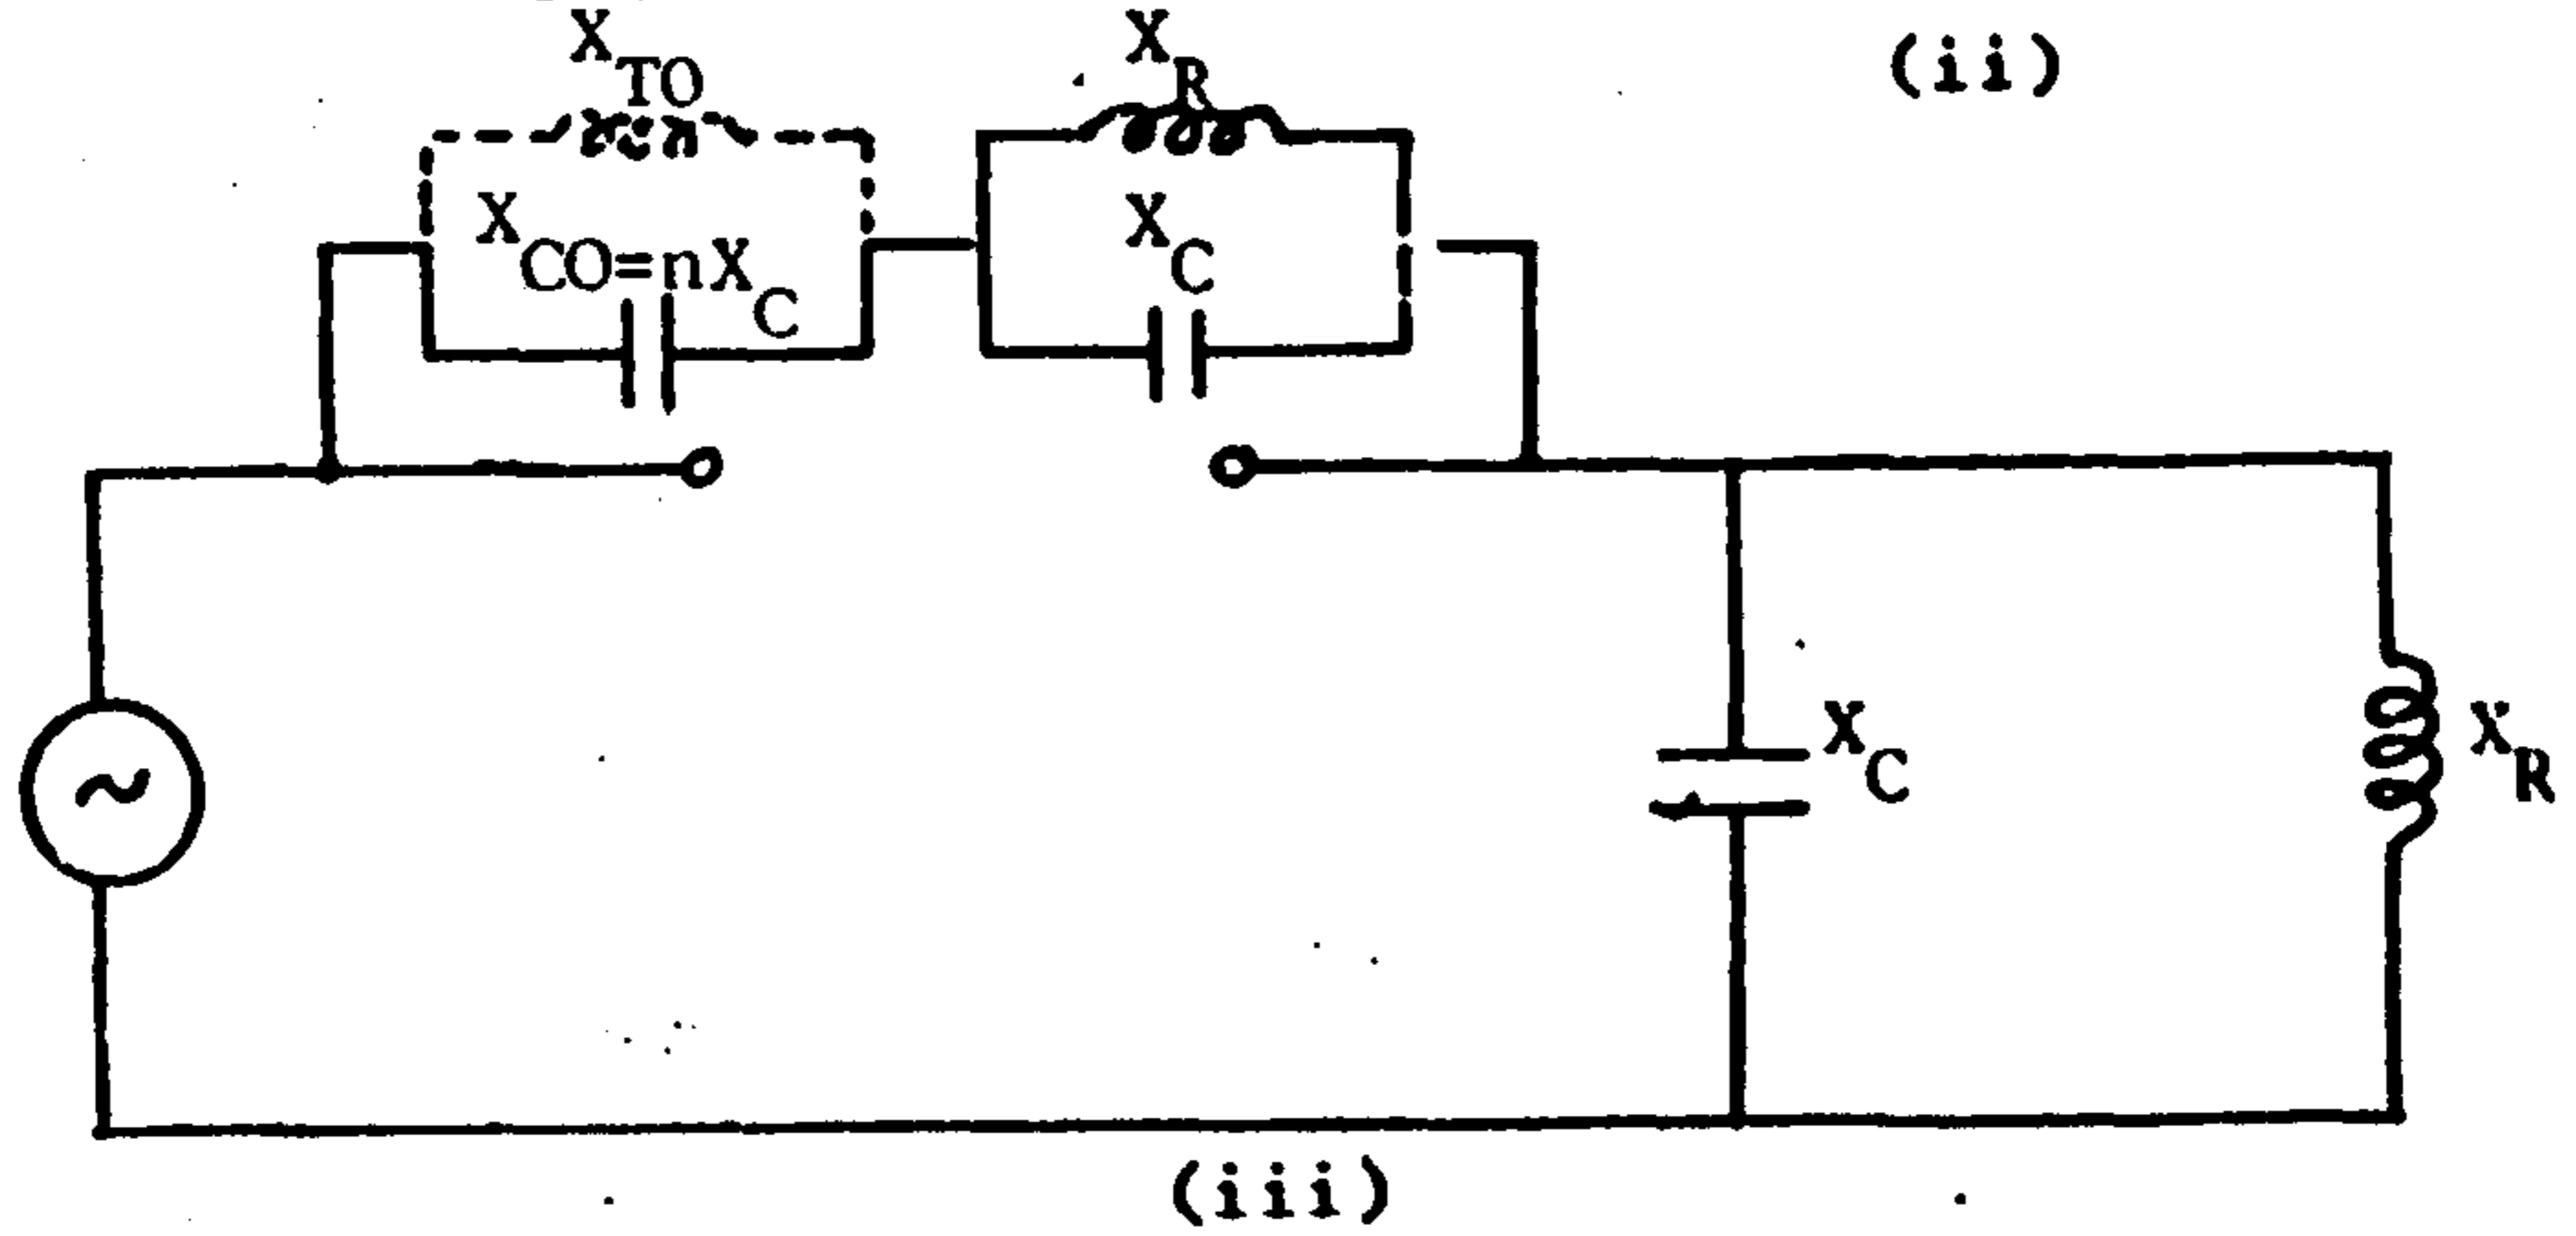 X_TO
X_R
(ii)
X_CO=nX_C
X_C
~
X_C
X_R
(iii)